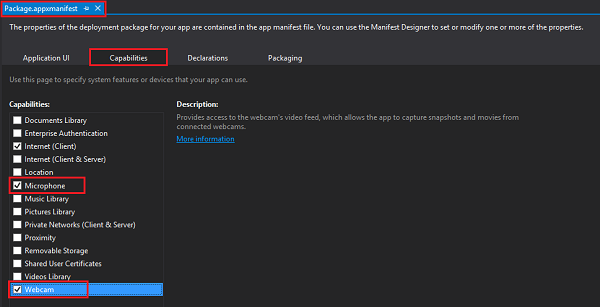 Package.appxmanifest
The properties of the deployment package for your app are contained in the app manifest file. You can use the Manifest Designer to set or modify one or more of the properties.
Application UI
Capabilities
Declarations
Packaging
Use this page to specify system features or devices that your app can use.
Capabilities:
Documents Library
Enterprise Authentication
Internet (Client)
Internet (Client & Server)
Location
Microphone
Music Library
Pictures Library
Private Networks (Client & Server)
Proximity
Removable Storage
Shared User Certificates
Videos Library
Webcam
Description:
Provides access to the webcam's video feed, which allows the app to capture snapshots and movies from
connected webcams.
More information